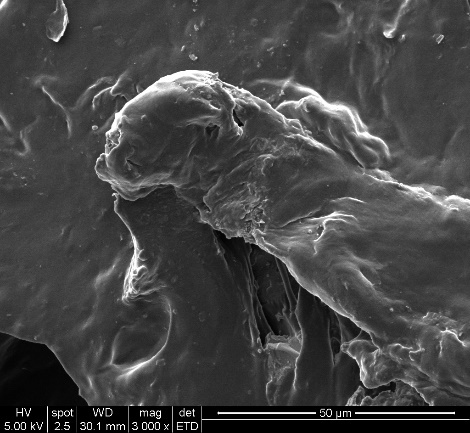 HV spot WD mag det
5.00 kV 2.5 30.1 mm 3 000 x ETD 50 µm